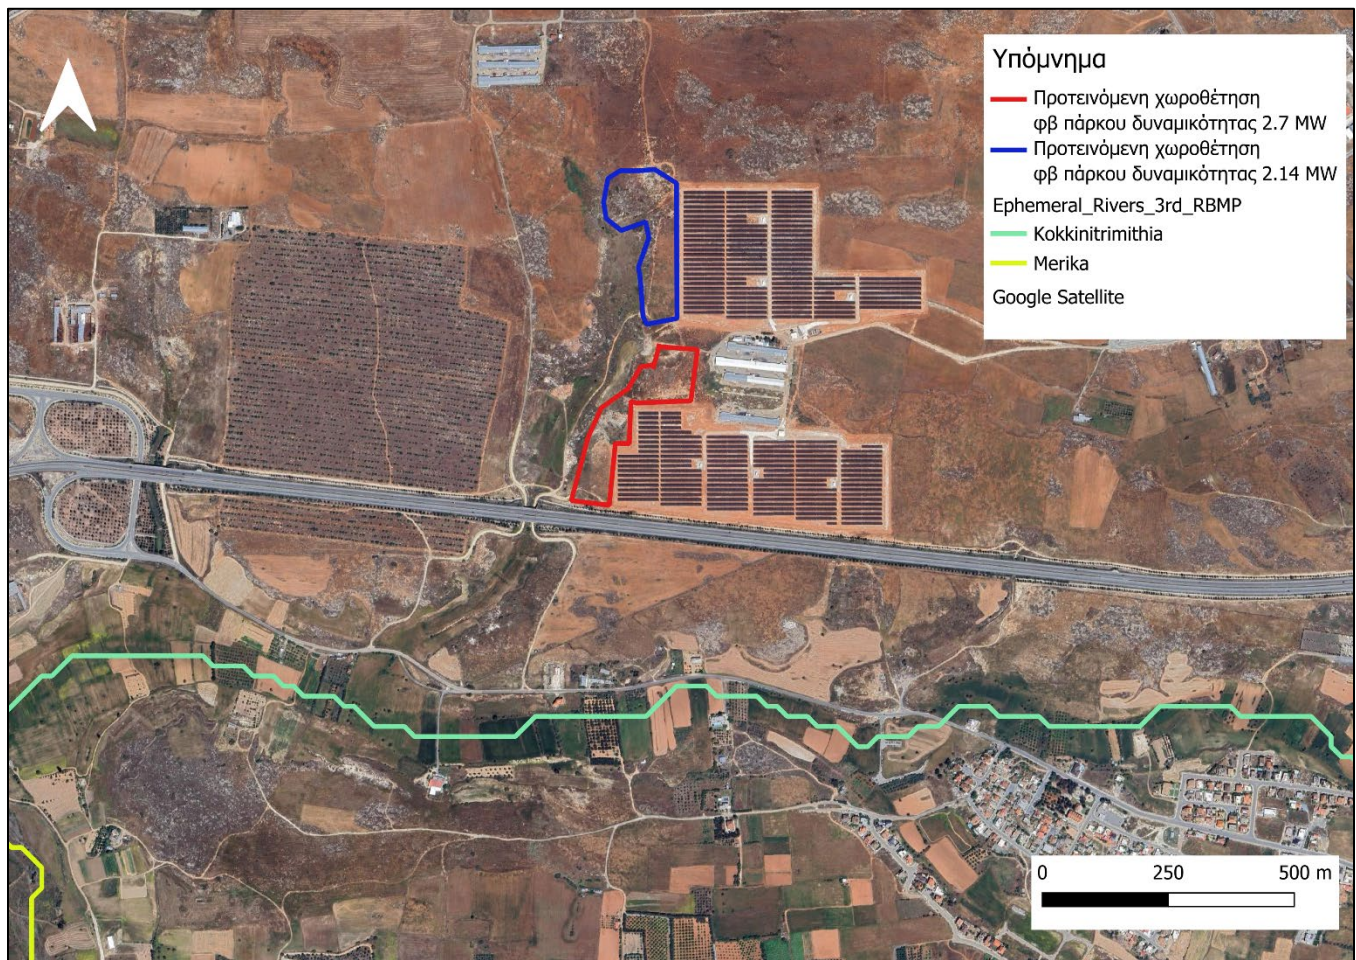 Υπόμνημα
Προτεινόμενη χωροθέτηση
φβ πάρκου δυναμικότητας 2.7 MW
Προτεινόμενη χωροθέτηση
φβ πάρκου δυναμικότητας 2.14 MW
Ephemeral_Rivers_3rd_RBMP
Kokkinitrimithia
Merika
Google Satellite
0 250 500 m